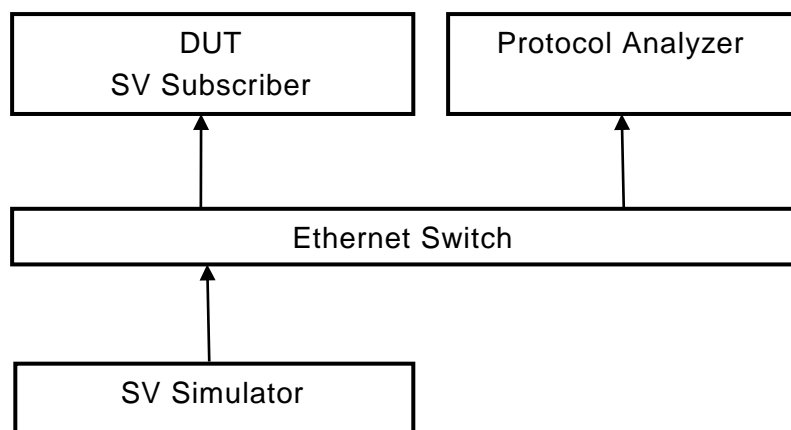 DUT
SV Subscriber
Protocol Analyzer
Ethernet Switch
SV Simulator